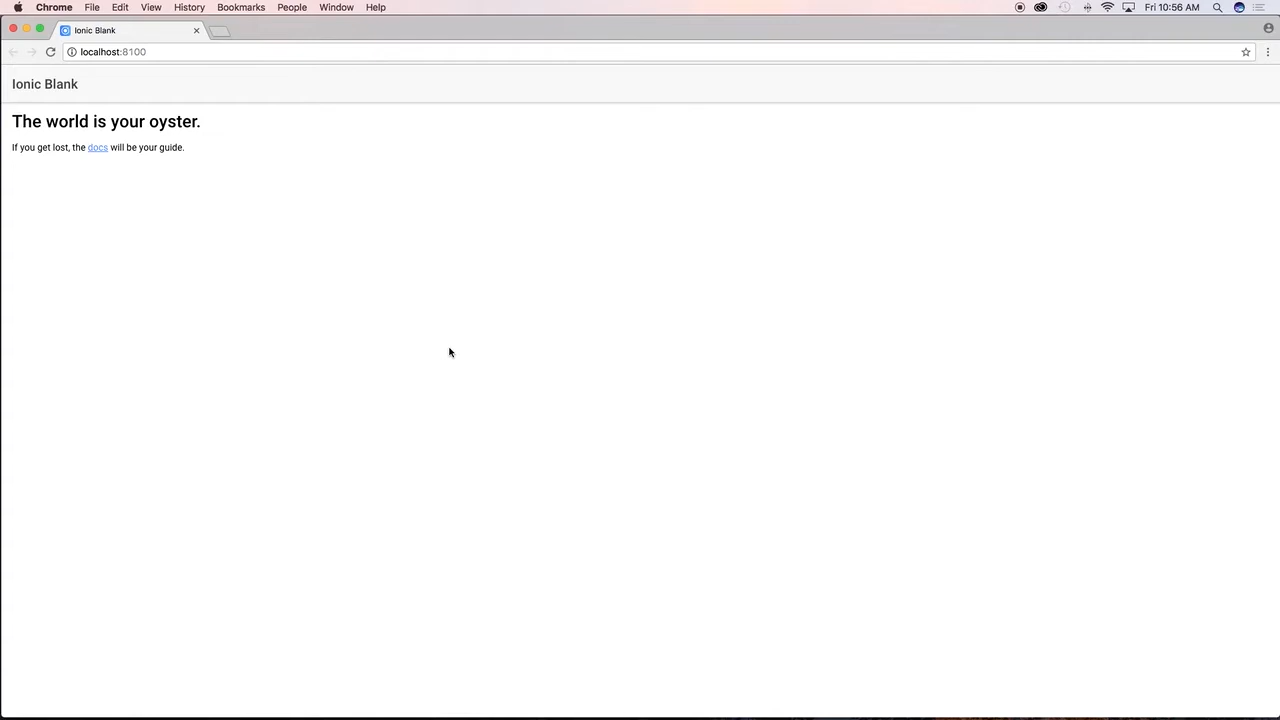 Chrome File Edit View History Bookmarks People Window Help Fri 10:56 AM
Ionic Blank
localhost:8100
Ionic Blank
The world is your oyster.
If you get lost, the docs will be your guide.